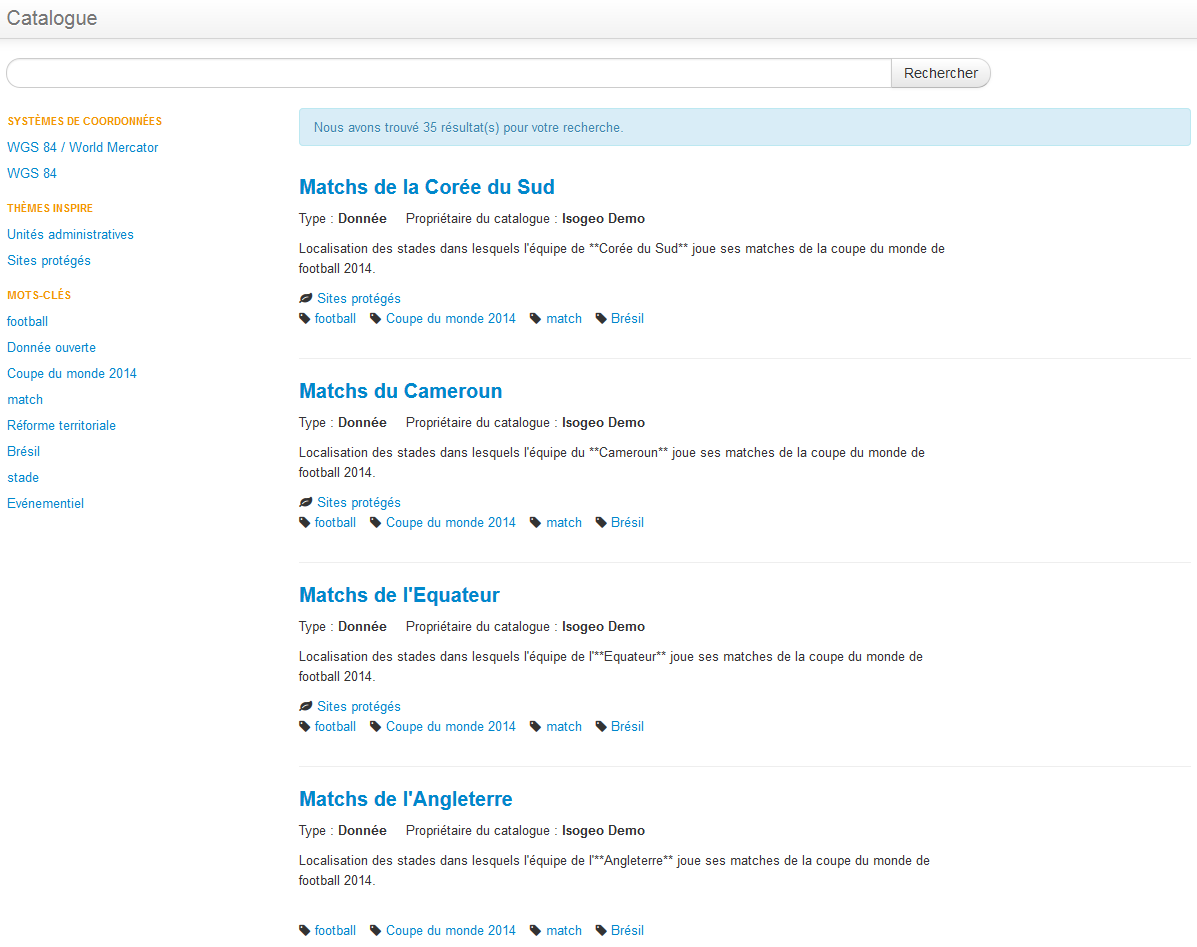 Catalogue
Rechercher
SYSTÈMES DE COORDONNÉES
WGS 84 / World Mercator
WGS 84
THÈMES INSPIRE
Unités administratives
Sites protégés
MOTS-CLÉS
football
Donnée ouverte
Coupe du monde 2014
match
Réforme territoriale
Brésil
stade
Evénementiel
Nous avons trouvé 35 résultat(s) pour votre recherche.
Matchs de la Corée du Sud
Type : Donnée Propriétaire du catalogue : Isogeo Demo
Localisation des stades dans lesquels l'équipe de **Corée du Sud** joue ses matches de la coupe du monde de
football 2014.
Sites protégés
football Coupe du monde 2014 match Brésil
Matchs du Cameroun
Type : Donnée Propriétaire du catalogue : Isogeo Demo
Localisation des stades dans lesquels l'équipe du **Cameroun** joue ses matches de la coupe du monde de
football 2014.
Sites protégés
football Coupe du monde 2014 match Brésil
Matchs de l'Equateur
Type : Donnée Propriétaire du catalogue : Isogeo Demo
Localisation des stades dans lesquels l'équipe de l'**Equateur** joue ses matches de la coupe du monde de
football 2014.
Sites protégés
football Coupe du monde 2014 match Brésil
Matchs de l'Angleterre
Type : Donnée Propriétaire du catalogue : Isogeo Demo
Localisation des stades dans lesquels l'équipe de l'**Angleterre** joue ses matches de la coupe du monde de
football 2014.
football Coupe du monde 2014 match Brésil